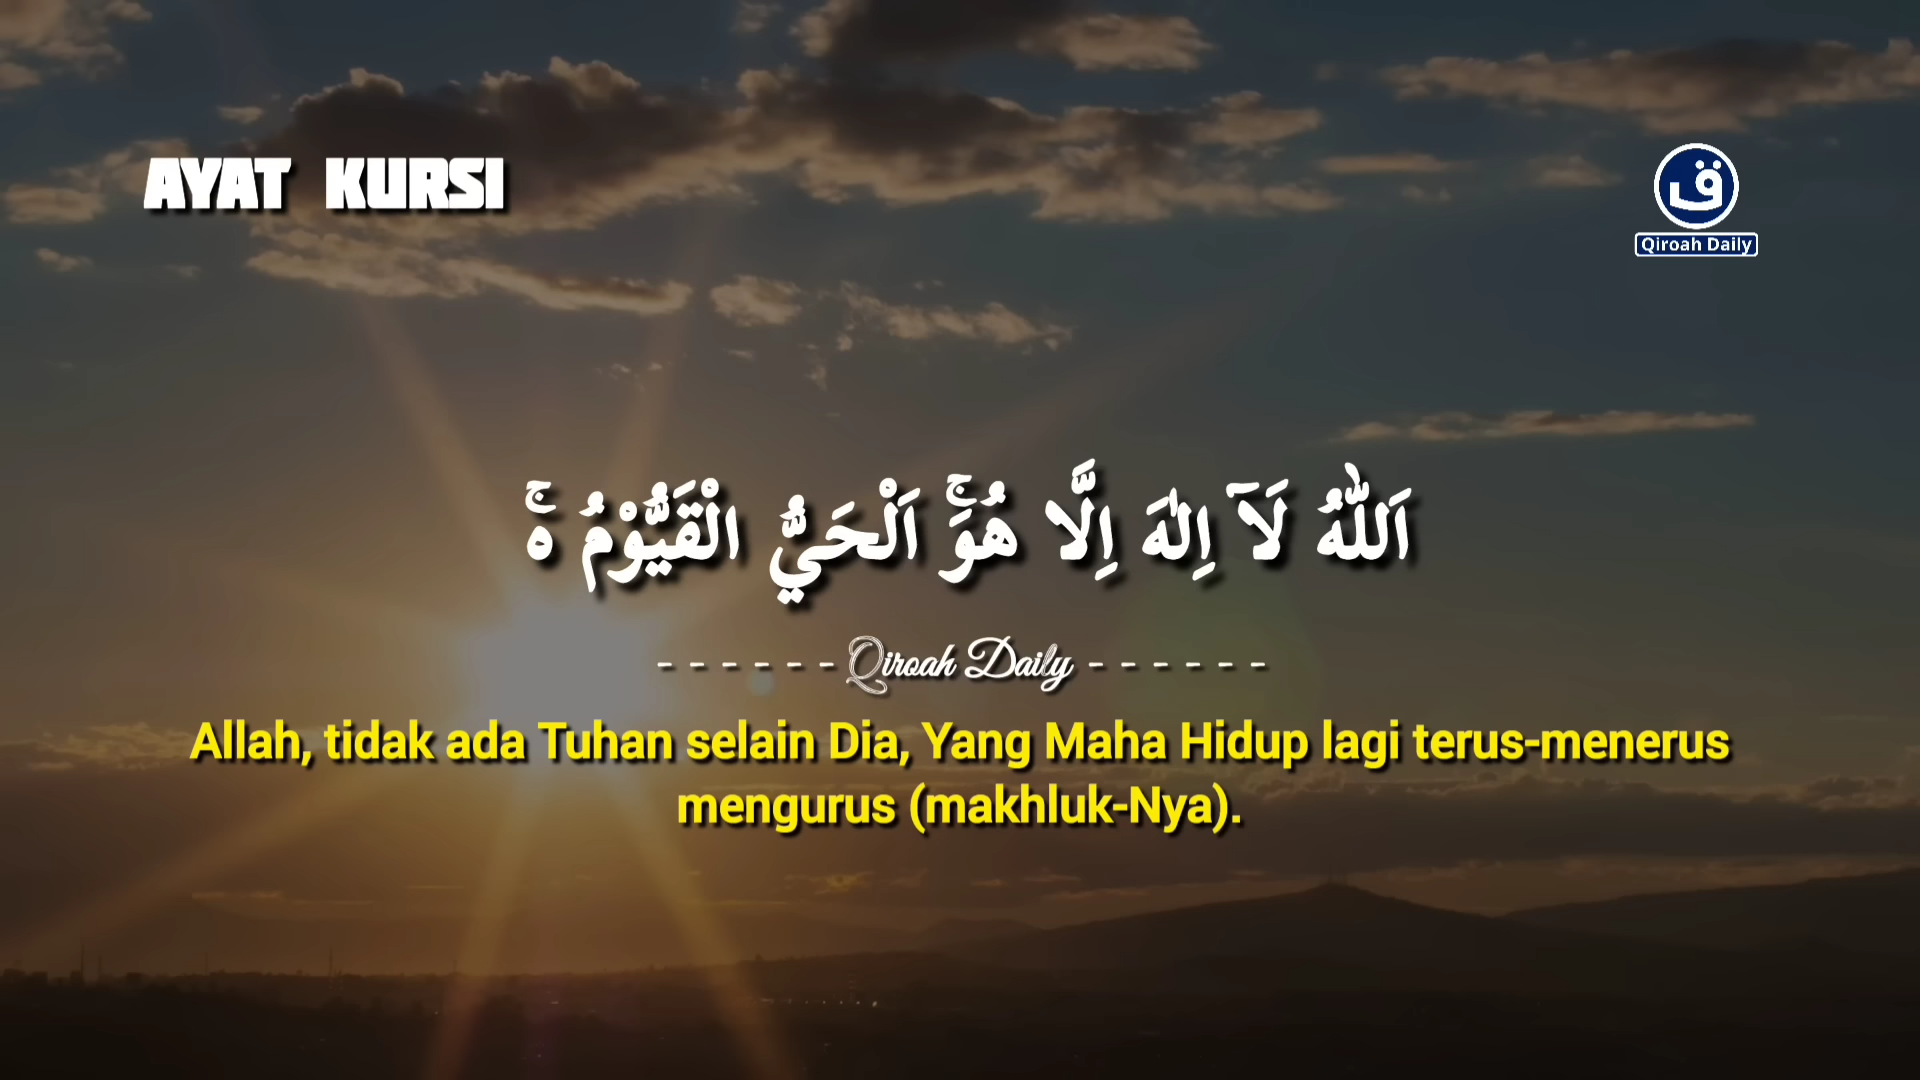 AYAT KURSI
ق
Qiroah Daily
اَللّٰهُ لَآ اِلٰهَ اِلَّا هُوَۚ اَلْحَيُّ الْقَيُّوْمُ ەۚ
- - - - - - Qiroah Daily - - - - - -
Allah, tidak ada Tuhan selain Dia, Yang Maha Hidup lagi terus-menerus
mengurus (makhluk-Nya).